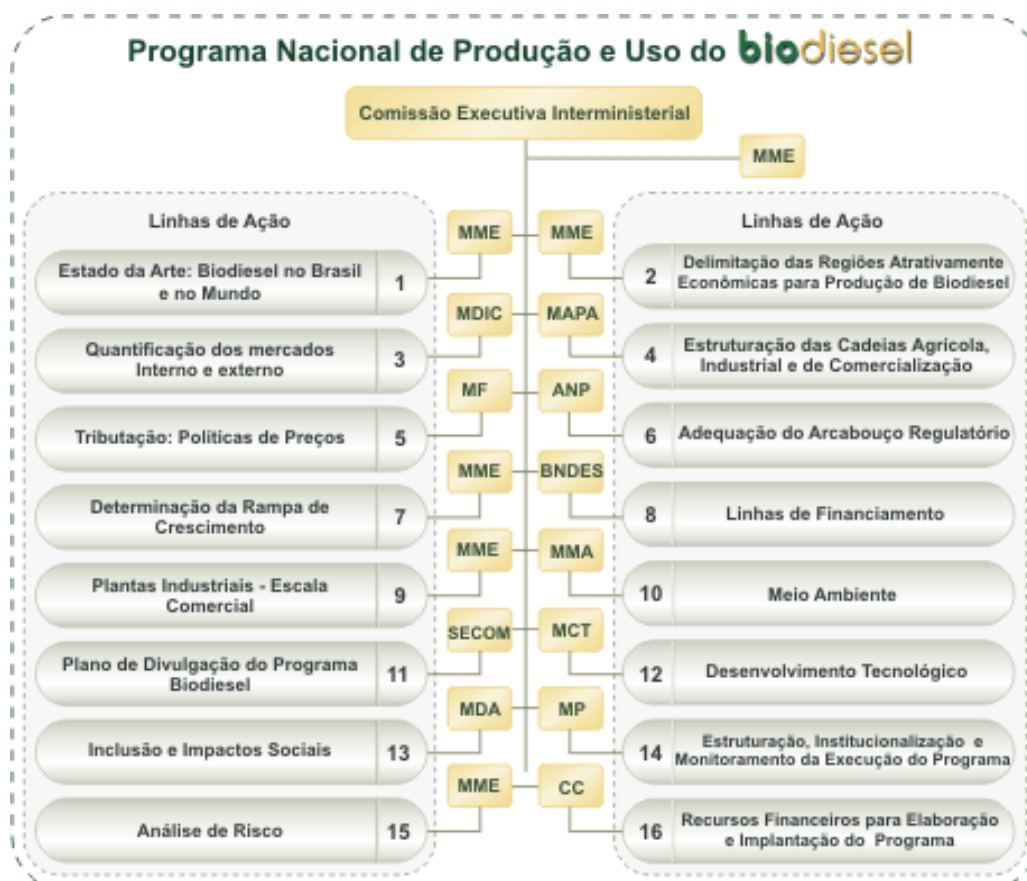 Programa Nacional de Produção e Uso do biodiesel
Comissão Executiva Interministerial
MME
Linhas de Ação
MME
MME
Linhas de Ação
Estado da Arte: Biodiesel no Brasil
e no Mundo
1
2
Delimitação das Regiões Atrativamente
Econômicas para Produção de Biodiesel
MDIC
MAPA
Quantificação dos mercados
Interno e externo
3
4
Estruturação das Cadeias Agrícola,
Industrial e de Comercialização
MF
ANP
Tributação: Políticas de Preços
5
6
Adequação do Arcabouço Regulatório
MME
BNDES
Determinação da Rampa de
Crescimento
7
8
Linhas de Financiamento
MME
MMA
Plantas Industriais - Escala
Comercial
9
10
Meio Ambiente
SECOM
MCT
Plano de Divulgação do Programa
Biodiesel
11
12
Desenvolvimento Tecnológico
MDA
MP
Inclusão e Impactos Sociais
13
14
Estruturação, Institucionalização e
Monitoramento da Execução do Programa
MME
CC
Análise de Risco
15
16
Recursos Financeiros para Elaboração
e Implantação do Programa